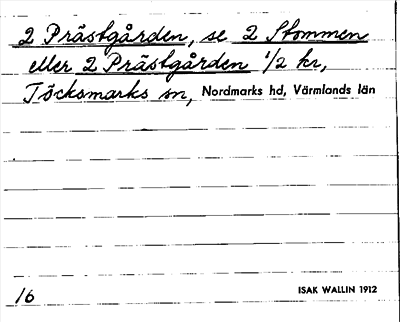 2 Prästgården, se 2 Stommen
eller 2 Prästgården 1/2 kr,
Töcksmarks sn, Nordmarks hd, Värmlands län
16
ISAK WALLIN 1912